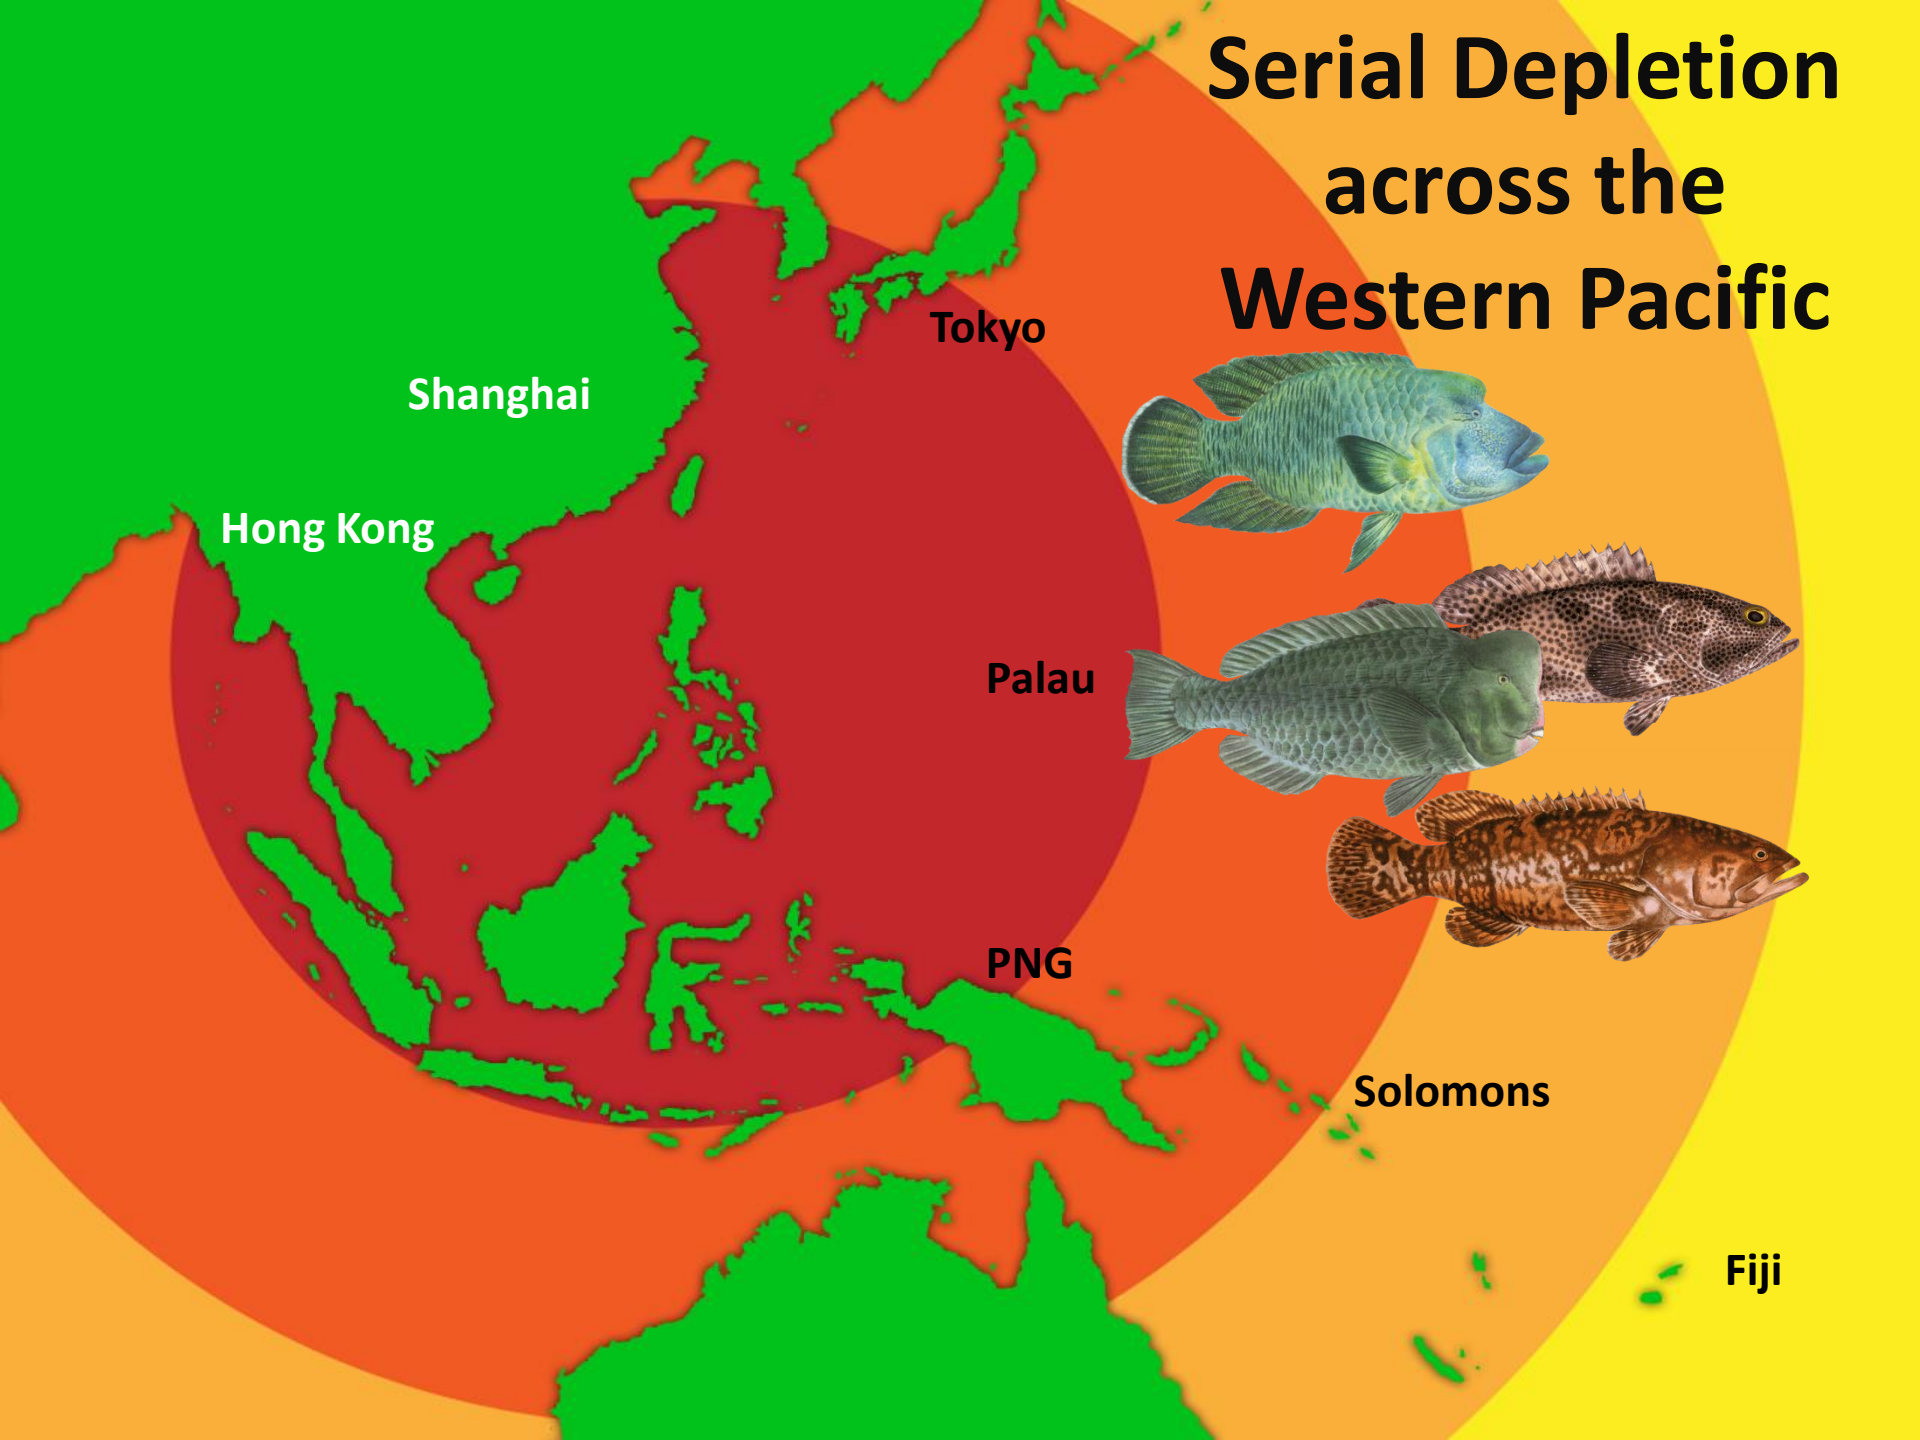 Serial Depletion
across the
Western Pacific
Tokyo
Shanghai
Hong Kong
Palau
PNG
Solomons
Fiji